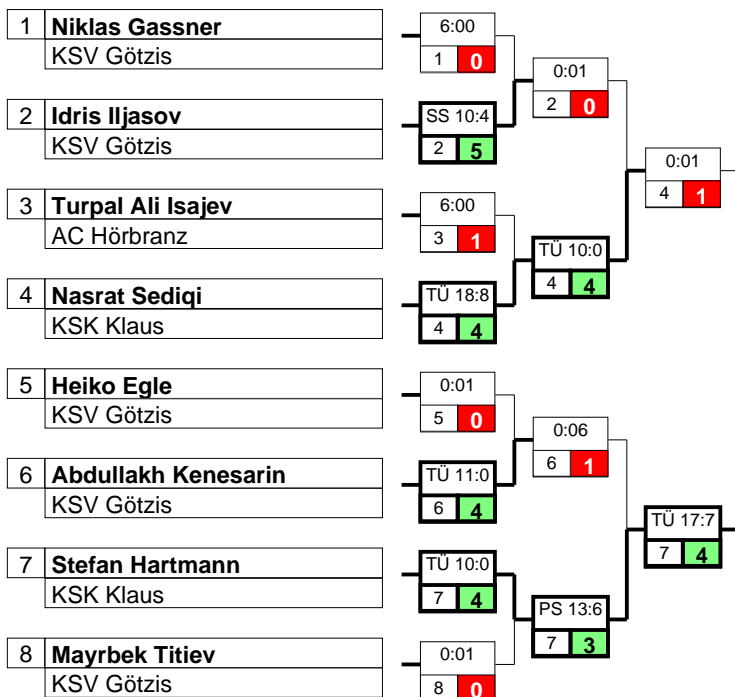 1 Niklas Gassner
KSV Götzis
6:00
1 0
0:01
2 0
2 Idris Iljasov
KSV Götzis
SS 10:4
2 5
0:01
4 1
3 Turpal Ali Isajev
AC Hörbranz
6:00
3 1
TÜ 10:0
4 4
4 Nasrat Sediqi
KSK Klaus
TÜ 18:8
4 4
5 Heiko Egle
KSV Götzis
0:01
5 0
0:06
6 1
6 Abdullakh Kenesarin
KSV Götzis
TÜ 11:0
6 4
TÜ 17:7
7 4
7 Stefan Hartmann
KSK Klaus
TÜ 10:0
7 4
PS 13:6
7 3
8 Mayrbek Titiev
KSV Götzis
0:01
8 0